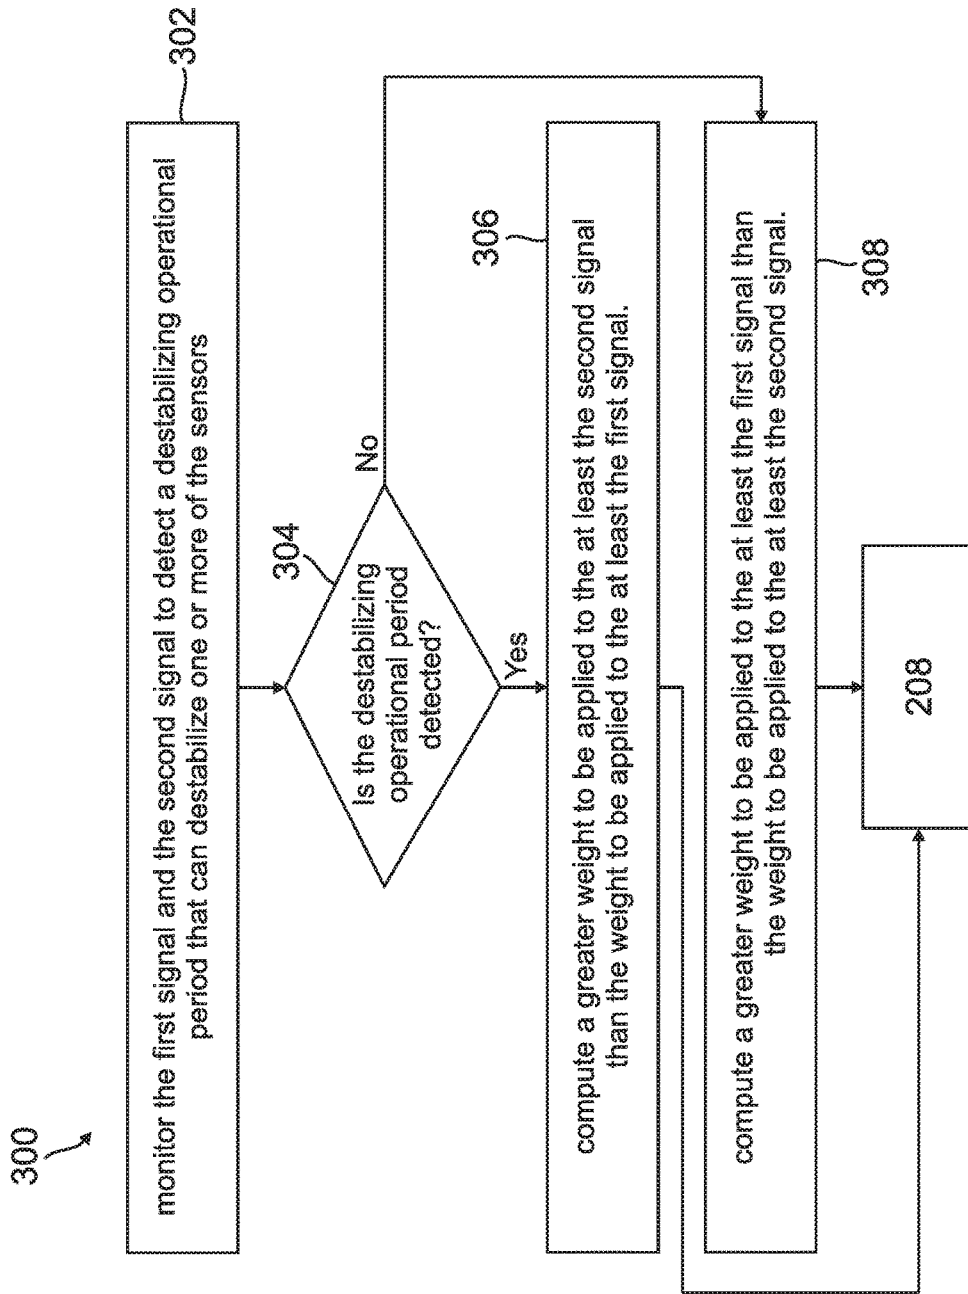 300
302
monitor the first signal and the second signal to detect a destabilizing operational
period that can destabilize one or more of the sensors
304
Is the destabilizing
operational period
detected?
No
Yes
306
compute a greater weight to be applied to the at least the second signal
than the weight to be applied to the at least the first signal.
compute a greater weight to be applied to the at least the first signal than
the weight to be applied to the at least the second signal.
308
208